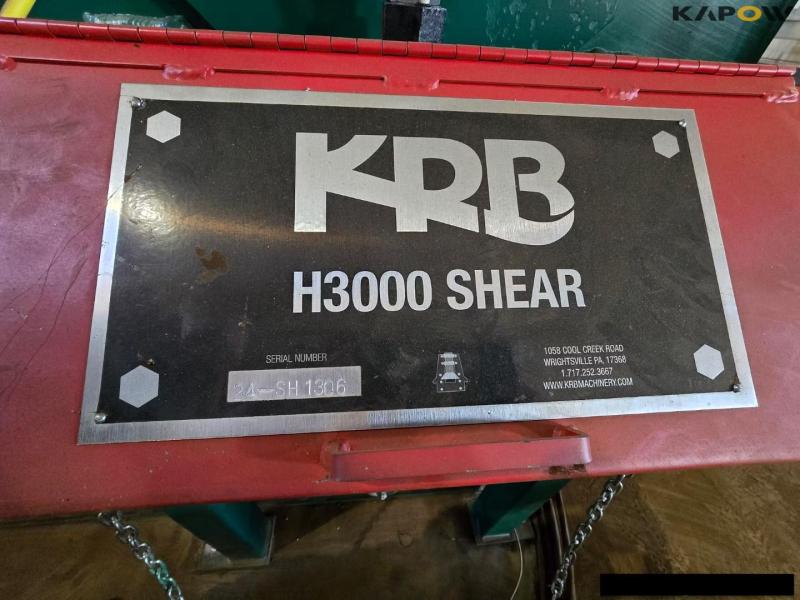 KAPOW
KRB
H3000 SHEAR
SERIAL NUMBER
24-SH 1306
1058 COOL CREEK ROAD
WRIGHTSVILLE PA, 17368
1.717.252.3667
WWW.KRBMACHINERY.COM